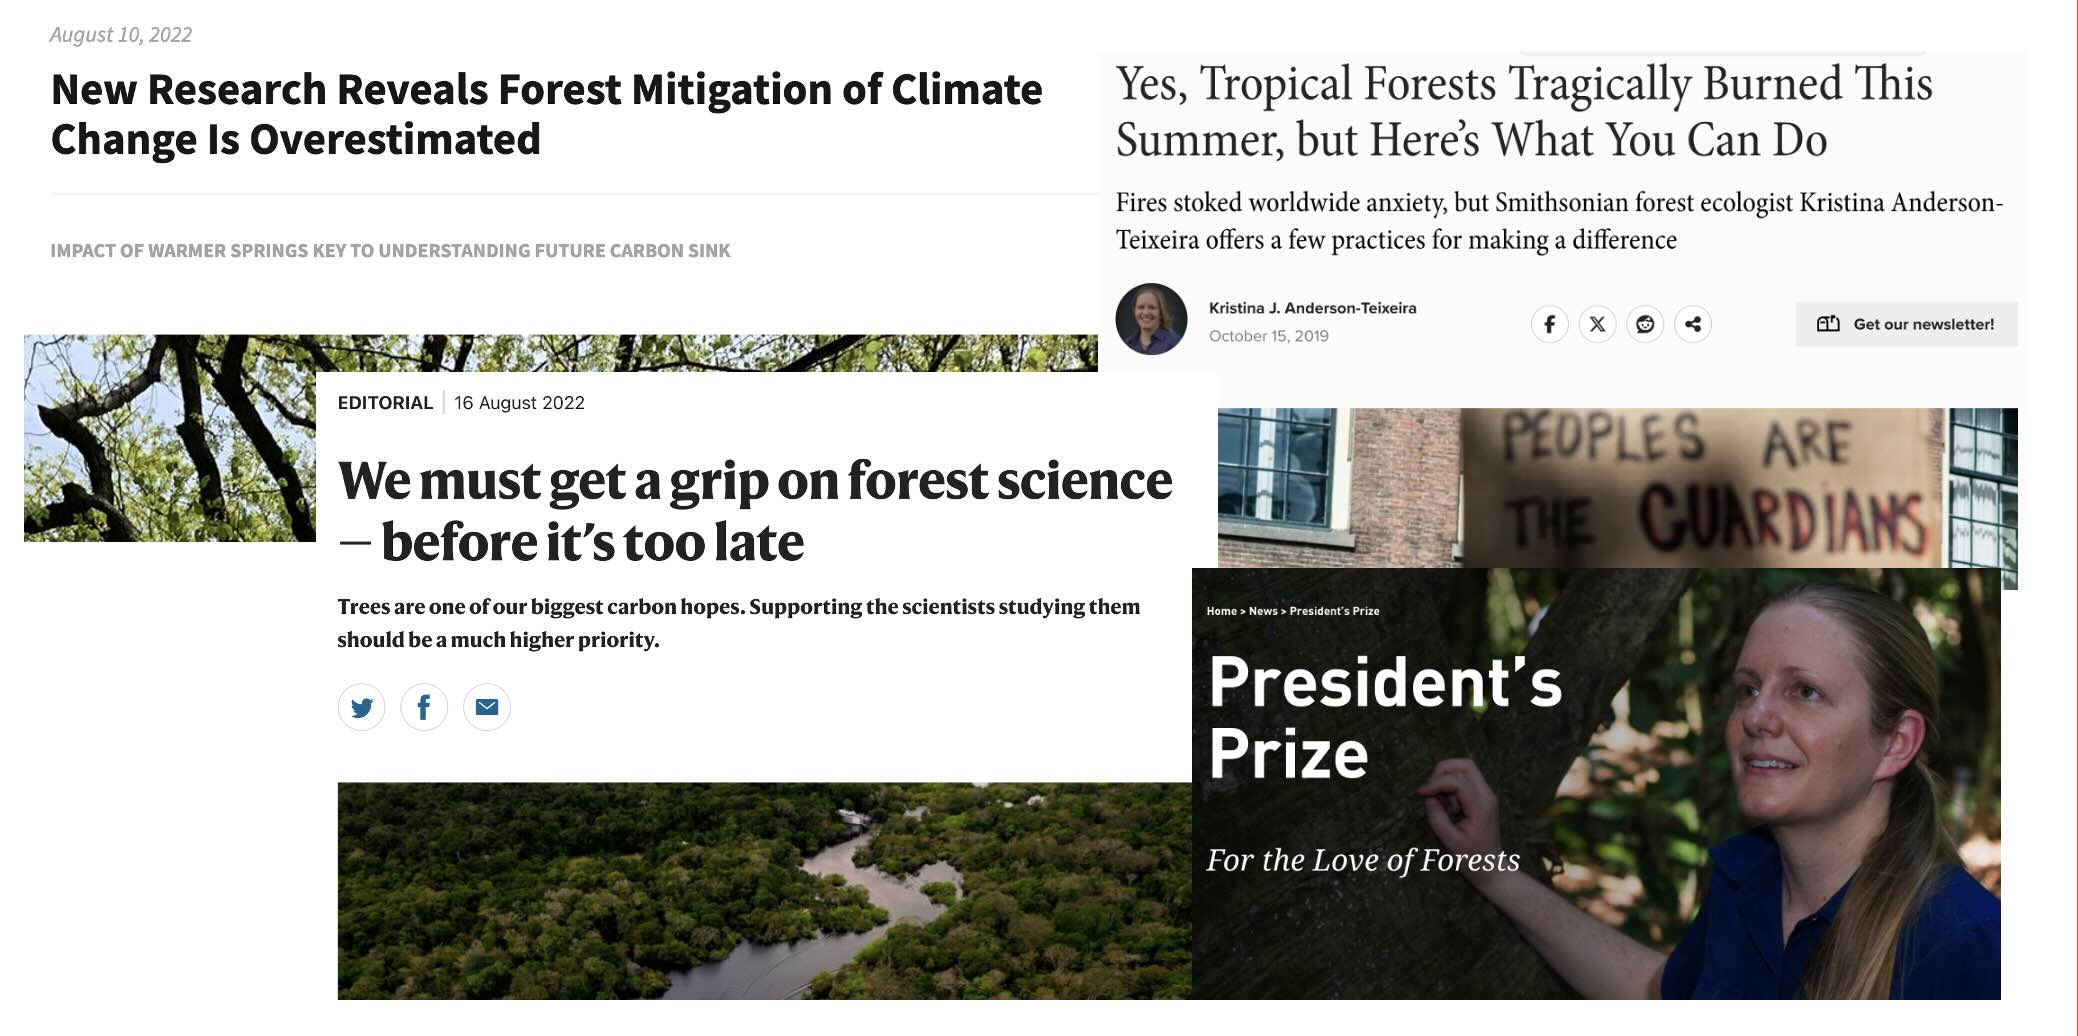 August 10, 2022
New Research Reveals Forest Mitigation of Climate
Change Is Overestimated
IMPACT OF WARMER SPRINGS KEY TO UNDERSTANDING FUTURE CARBON SINK
Yes, Tropical Forests Tragically Burned This
Summer, but Here’s What You Can Do
Fires stoked worldwide anxiety, but Smithsonian forest ecologist Kristina Anderson-
Teixeira offers a few practices for making a difference
Kristina J. Anderson-Teixeira
October 15, 2019
Get our newsletter!
EDITORIAL | 16 August 2022
We must get a grip on forest science
– before it’s too late
Trees are one of our biggest carbon hopes. Supporting the scientists studying them
should be a much higher priority.
PEOPLES ARE
THE GUARDIANS
Home > News > President’s Prize
President’s
Prize
For the Love of Forests